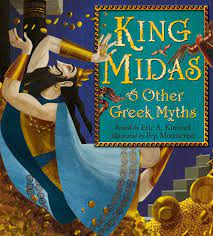 KING
MIDAS
& Other
Greek Myths
Retold by Eric A. Kimmel
Illustrated by Pep Montserrat